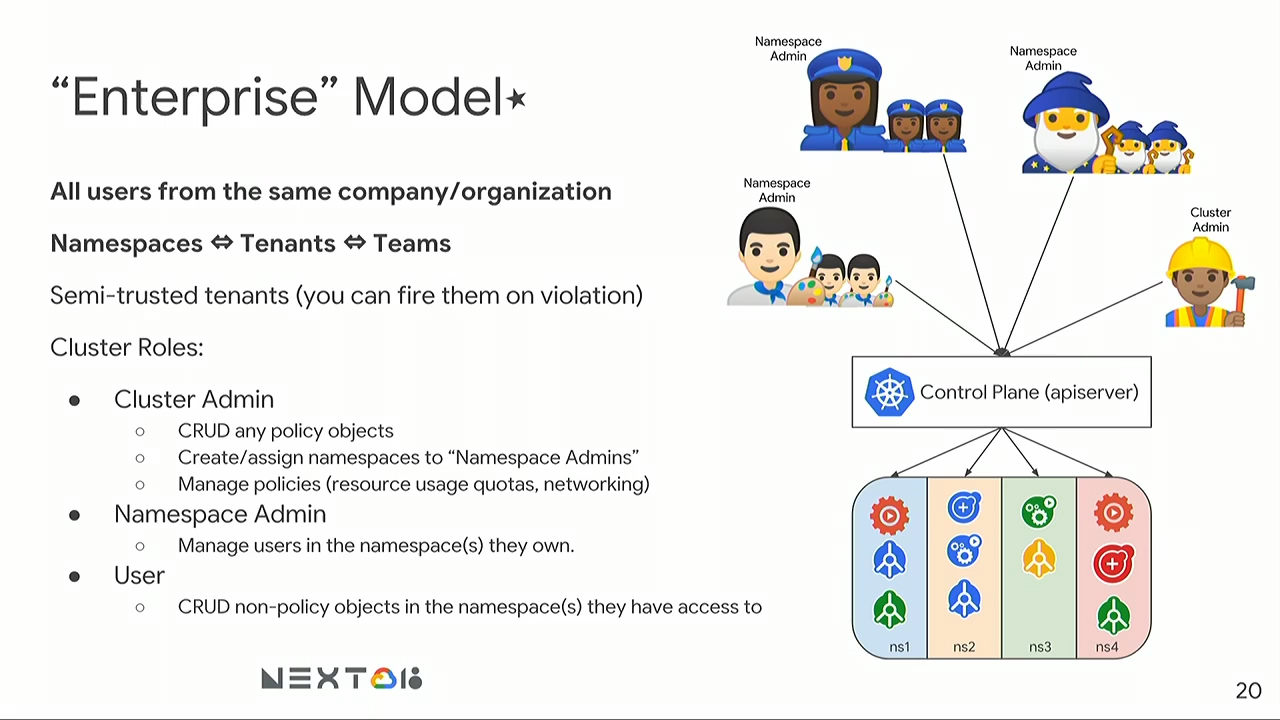 “Enterprise” Model★
All users from the same company/organization
Namespaces ⇔ Tenants ⇔ Teams
Semi-trusted tenants (you can fire them on violation)
Cluster Roles:
● Cluster Admin
○ CRUD any policy objects
○ Create/assign namespaces to “Namespace Admins”
○ Manage policies (resource usage quotas, networking)
● Namespace Admin
○ Manage users in the namespace(s) they own.
● User
○ CRUD non-policy objects in the namespace(s) they have access to
Namespace
Admin
Namespace
Admin
Namespace
Admin
Cluster
Admin
Control Plane (apiserver)
ns1
ns2
ns3
ns4
NEXT 18
20